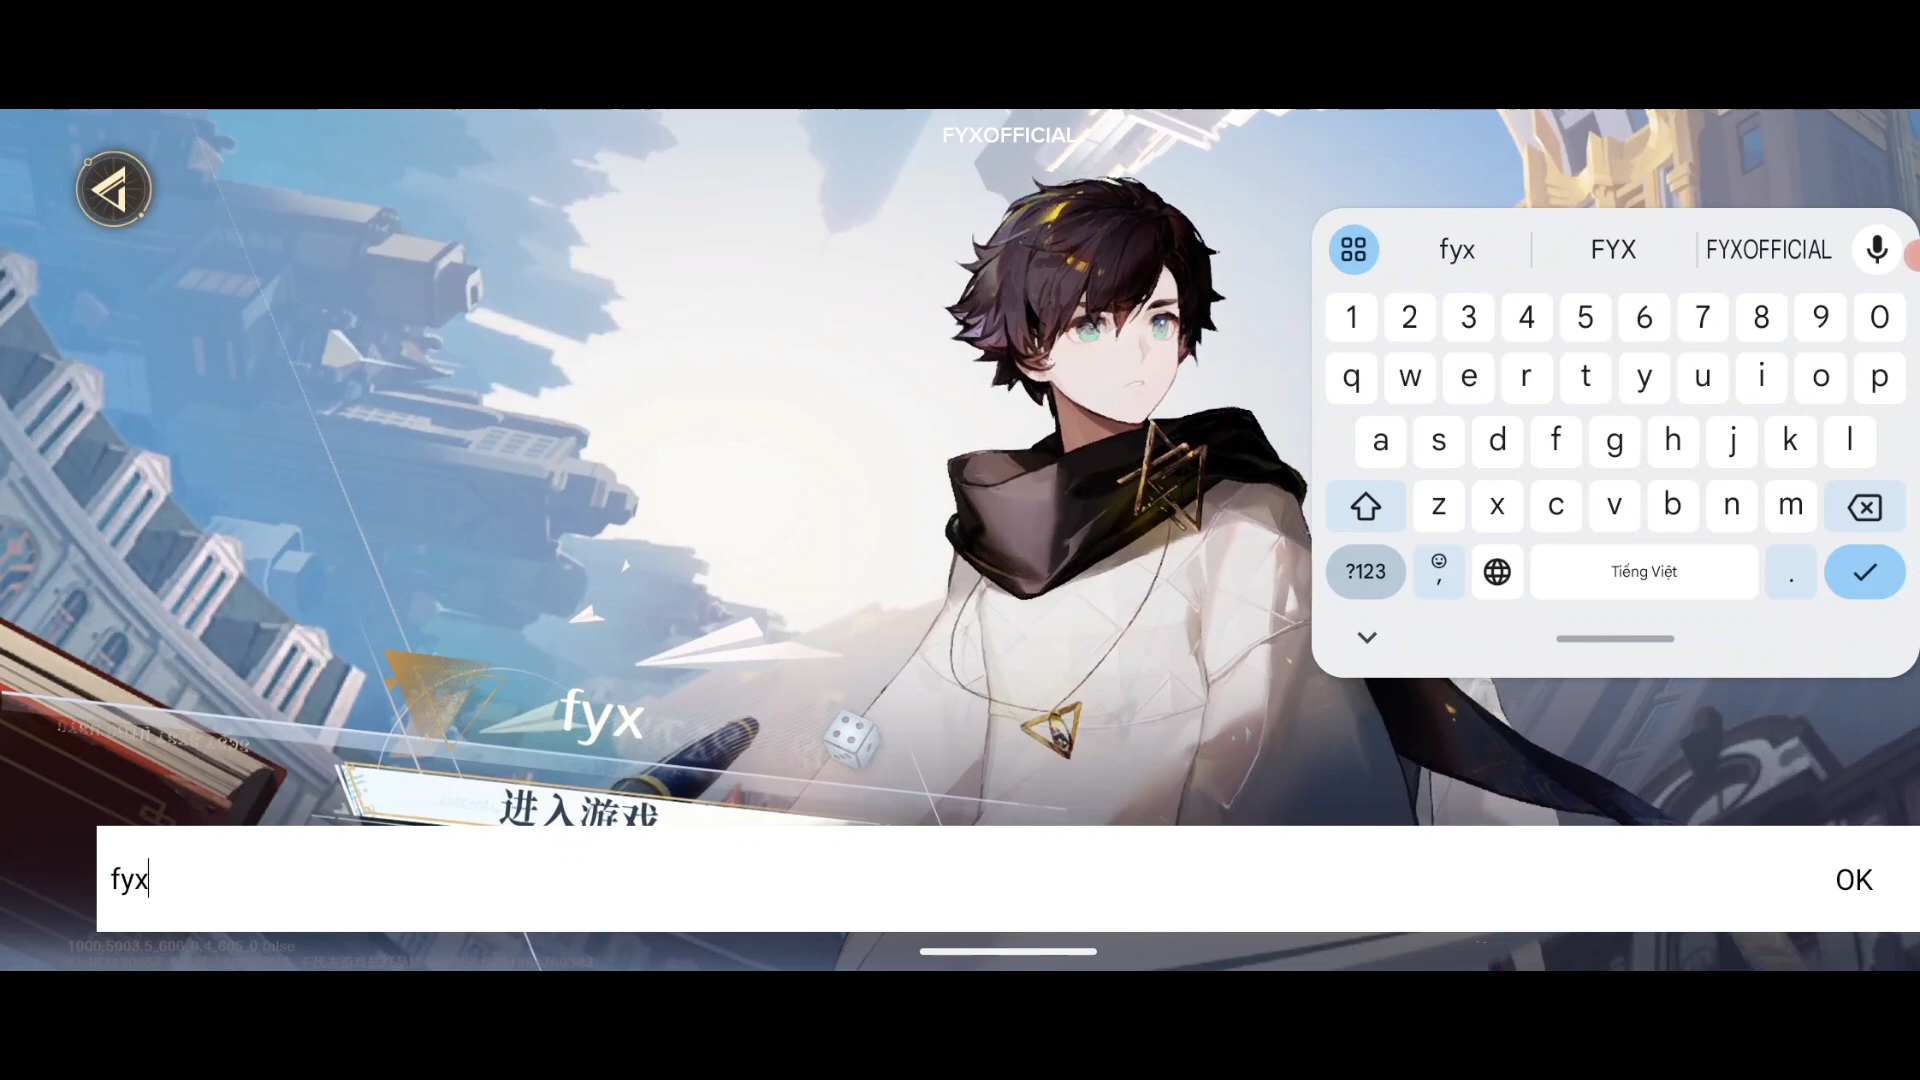 FYXOFFICIAL
fyx FYX FYXOFFICIAL
1 2 3 4 5 6 7 8 9 0
q w e r t y u i o p
a s d f g h j k l
z x c v b n m
?123 , Tiếng Việt .
fyx
进入游戏
fyx
OK